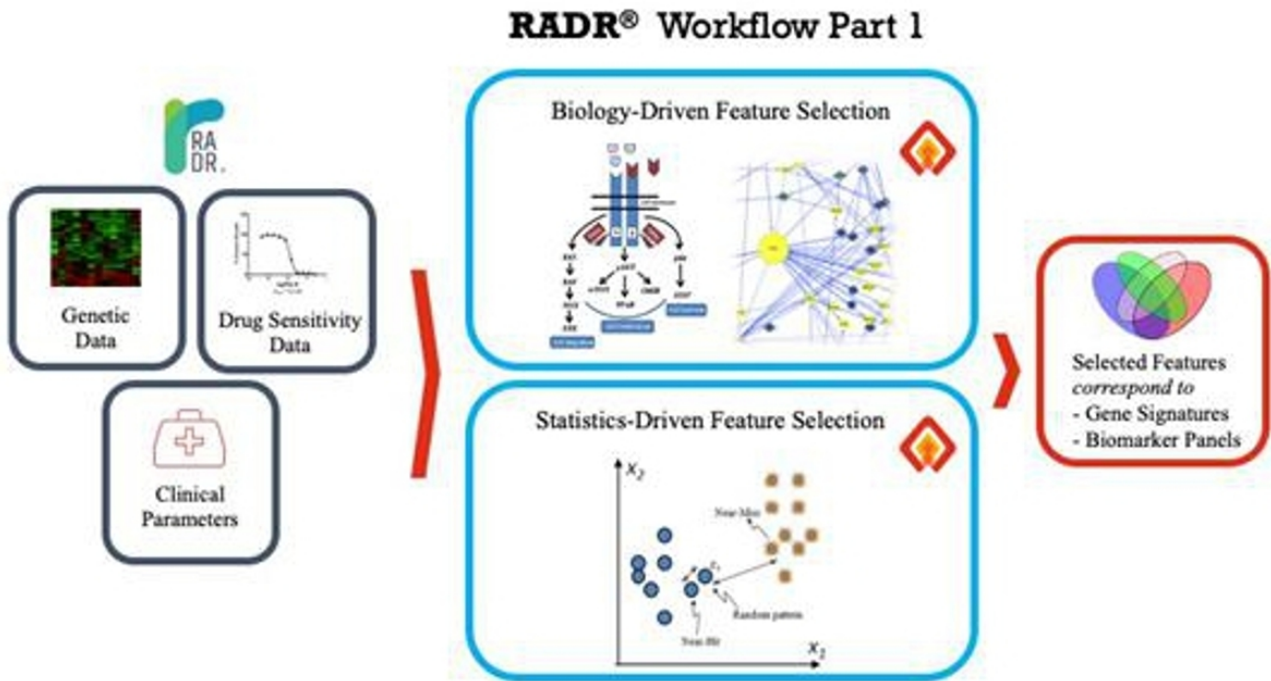 RADR® Workflow Part 1
RA
DR.
Genetic
Data
Drug Sensitivity
Data
Clinical
Parameters
Biology-Driven Feature Selection
Statistics-Driven Feature Selection
X2
Near-Miss
Random pattern
Near-Hit
X1
Selected Features
correspond to
- Gene Signatures
- Biomarker Panels